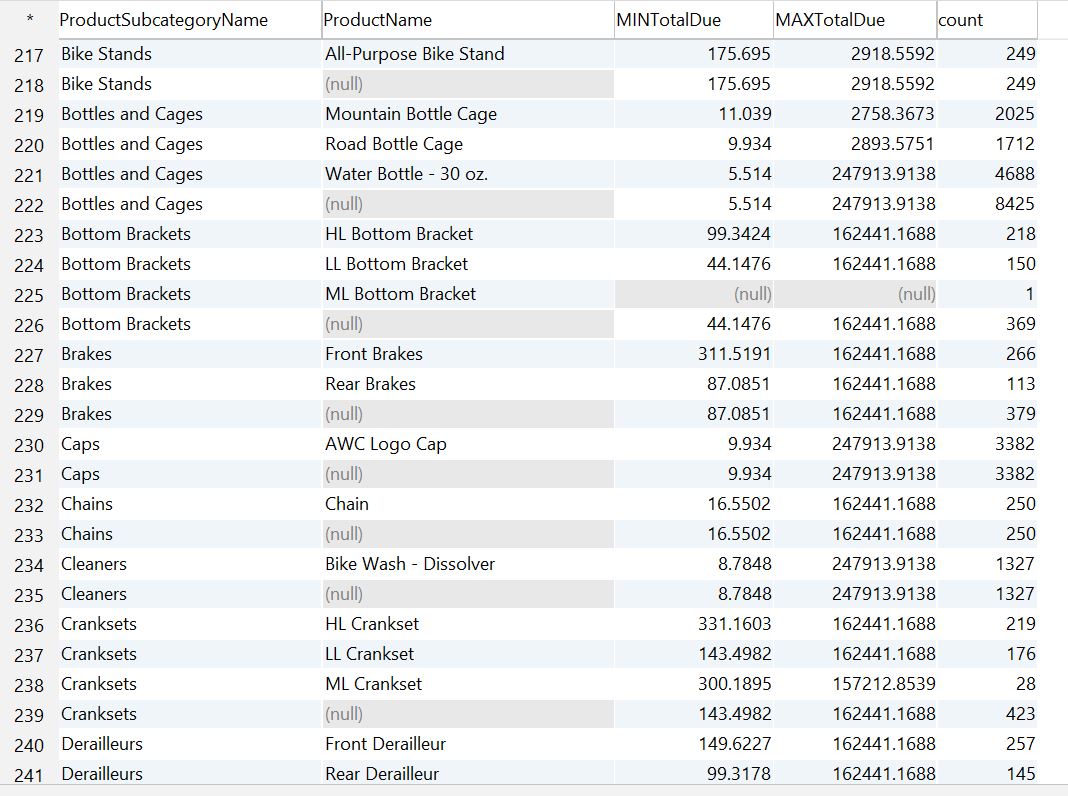 * ProductSubcategoryName ProductName MINTotalDue MAXTotalDue count
217 Bike Stands All-Purpose Bike Stand 175.695 2918.5592 249
218 Bike Stands (null) 175.695 2918.5592 249
219 Bottles and Cages Mountain Bottle Cage 11.039 2758.3673 2025
220 Bottles and Cages Road Bottle Cage 9.934 2893.5751 1712
221 Bottles and Cages Water Bottle - 30 oz. 5.514 247913.9138 4688
222 Bottles and Cages (null) 5.514 247913.9138 8425
223 Bottom Brackets HL Bottom Bracket 99.3424 162441.1688 218
224 Bottom Brackets LL Bottom Bracket 44.1476 162441.1688 150
225 Bottom Brackets ML Bottom Bracket (null) (null) 1
226 Bottom Brackets (null) 44.1476 162441.1688 369
227 Brakes Front Brakes 311.5191 162441.1688 266
228 Brakes Rear Brakes 87.0851 162441.1688 113
229 Brakes (null) 87.0851 162441.1688 379
230 Caps AWC Logo Cap 9.934 247913.9138 3382
231 Caps (null) 9.934 247913.9138 3382
232 Chains Chain 16.5502 162441.1688 250
233 Chains (null) 16.5502 162441.1688 250
234 Cleaners Bike Wash - Dissolver 8.7848 247913.9138 1327
235 Cleaners (null) 8.7848 247913.9138 1327
236 Cranksets HL Crankset 331.1603 162441.1688 219
237 Cranksets LL Crankset 143.4982 162441.1688 176
238 Cranksets ML Crankset 300.1895 157212.8539 28
239 Cranksets (null) 143.4982 162441.1688 423
240 Derailleurs Front Derailleur 149.6227 162441.1688 257
241 Derailleurs Rear Derailleur 99.3178 162441.1688 145